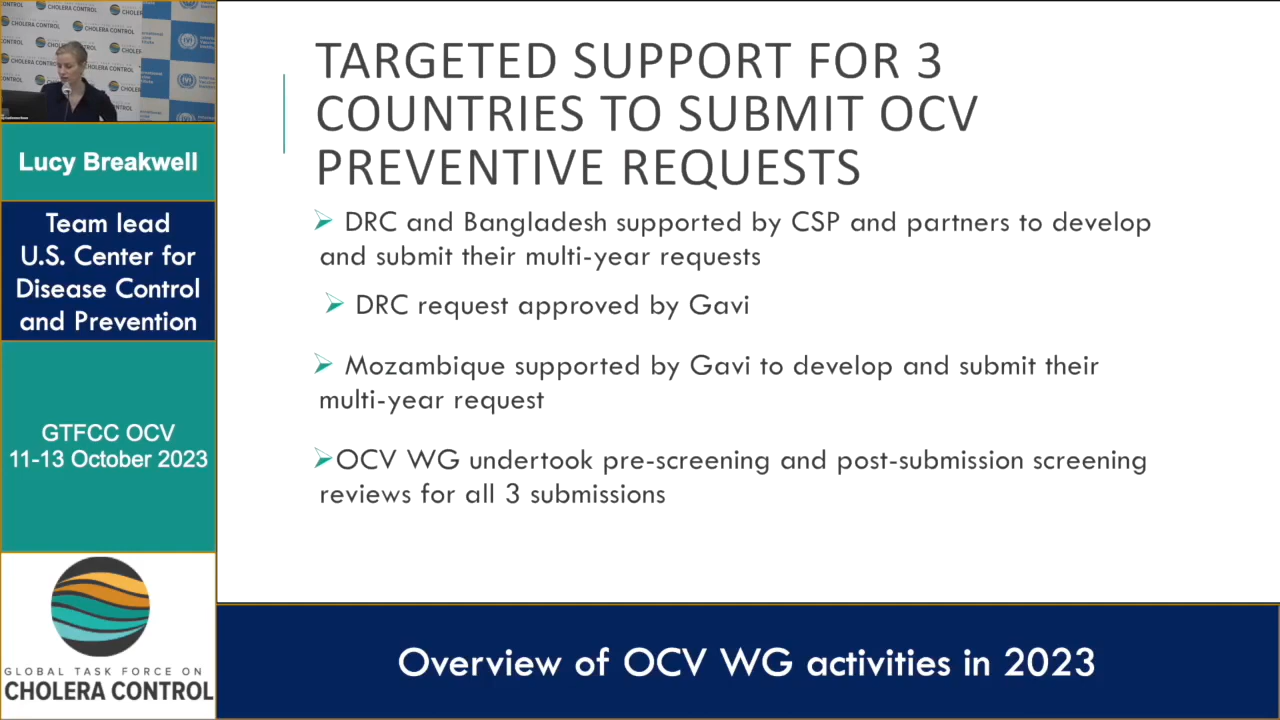 CHOLERA CONTROL
Lucy Breakwell
Team lead
U.S. Center for
Disease Control
and Prevention
GTFCC OCV
11-13 October 2023
GLOBAL TASK FORCE ON
CHOLERA CONTROL
TARGETED SUPPORT FOR 3
COUNTRIES TO SUBMIT OCV
PREVENTIVE REQUESTS
➢ DRC and Bangladesh supported by CSP and partners to develop
and submit their multi-year requests
➢ DRC request approved by Gavi
➢ Mozambique supported by Gavi to develop and submit their
multi-year request
➢OCV WG undertook pre-screening and post-submission screening
reviews for all 3 submissions
Overview of OCV WG activities in 2023